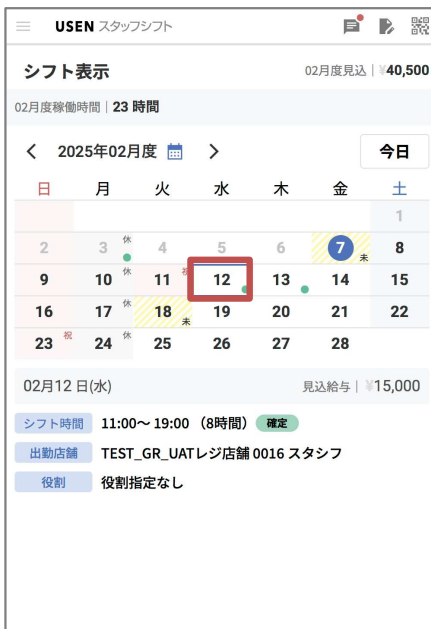 USEN スタッフシフト
シフト表示 02月度見込 | ¥40,500
02月度稼働時間 | 23 時間
2025年02月度 今日
日 月 火 水 木 金 土
1
2 3 休 4 5 6 7 未 8
9 10 休 11 祝 12 13 14 15
16 17 休 18 未 19 20 21 22
23 祝 24 休 25 26 27 28
02月12 日(水) 見込給与 | ¥15,000
シフト時間 11:00～ 19:00 （8時間） 確定
出勤店舗 TEST_GR_UATレジ店舗 0016 スタシフ
役割 役割指定なし